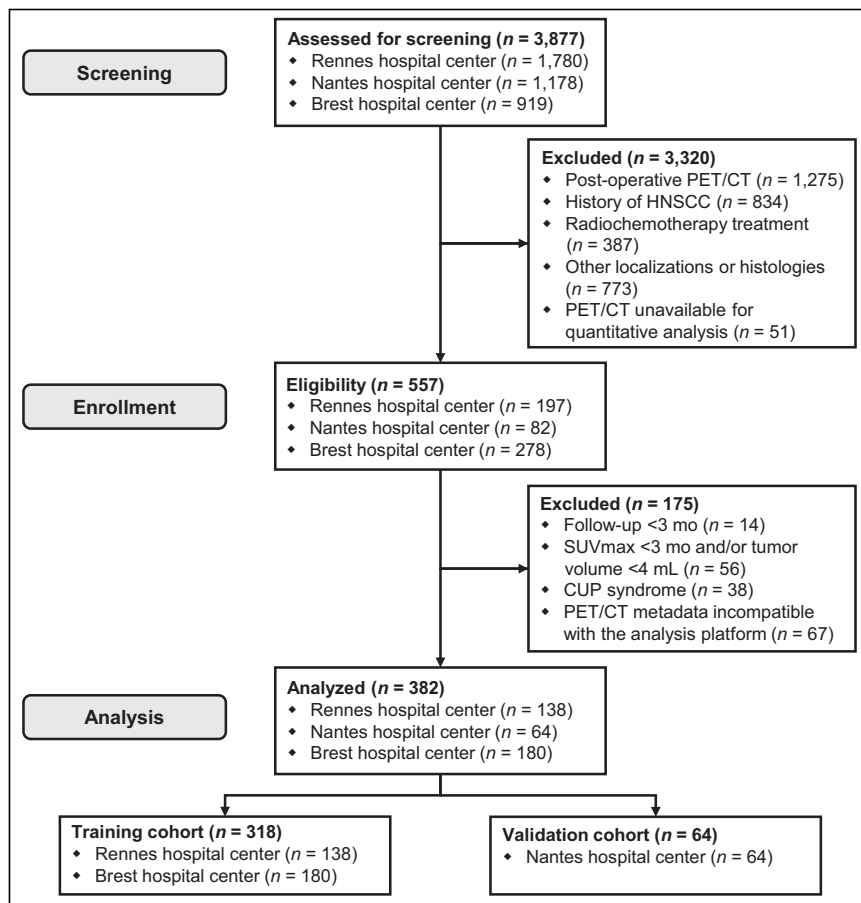 Screening
Assessed for screening (n = 3,877)
◆ Rennes hospital center (n = 1,780)
◆ Nantes hospital center (n = 1,178)
◆ Brest hospital center (n = 919)
Excluded (n = 3,320)
◆ Post-operative PET/CT (n = 1,275)
◆ History of HNSCC (n = 834)
◆ Radiochemotherapy treatment
(n = 387)
◆ Other localizations or histologies
(n = 773)
◆ PET/CT unavailable for
quantitative analysis (n = 51)
Enrollment
Eligibility (n = 557)
◆ Rennes hospital center (n = 197)
◆ Nantes hospital center (n = 82)
◆ Brest hospital center (n = 278)
Excluded (n = 175)
◆ Follow-up <3 mo (n = 14)
◆ SUVmax <3 mo and/or tumor
volume <4 mL (n = 56)
◆ CUP syndrome (n = 38)
◆ PET/CT metadata incompatible
with the analysis platform (n = 67)
Analysis
Analyzed (n = 382)
◆ Rennes hospital center (n = 138)
◆ Nantes hospital center (n = 64)
◆ Brest hospital center (n = 180)
Training cohort (n = 318)
◆ Rennes hospital center (n = 138)
◆ Brest hospital center (n = 180)
Validation cohort (n = 64)
◆ Nantes hospital center (n = 64)